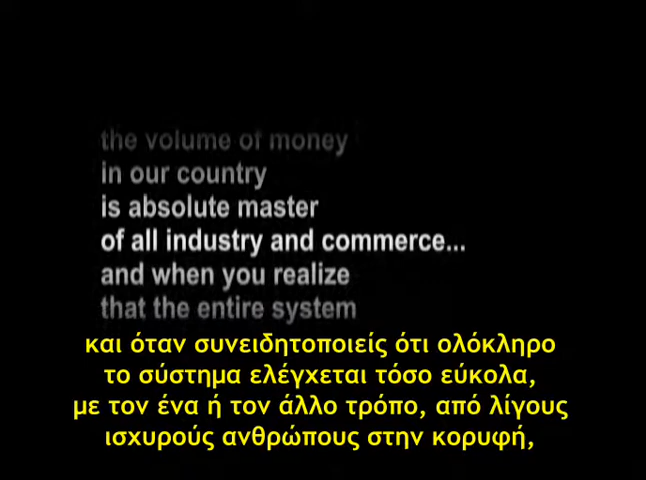 the volume of money
in our country
is absolute master
of all industry and commerce...
and when you realize
that the entire system
και όταν συνειδητοποιείς ότι ολόκληρο
το σύστημα ελέγχεται τόσο εύκολα,
με τον ένα ή τον άλλο τρόπο, από λίγους
ισχυρούς ανθρώπους στην κορυφή,